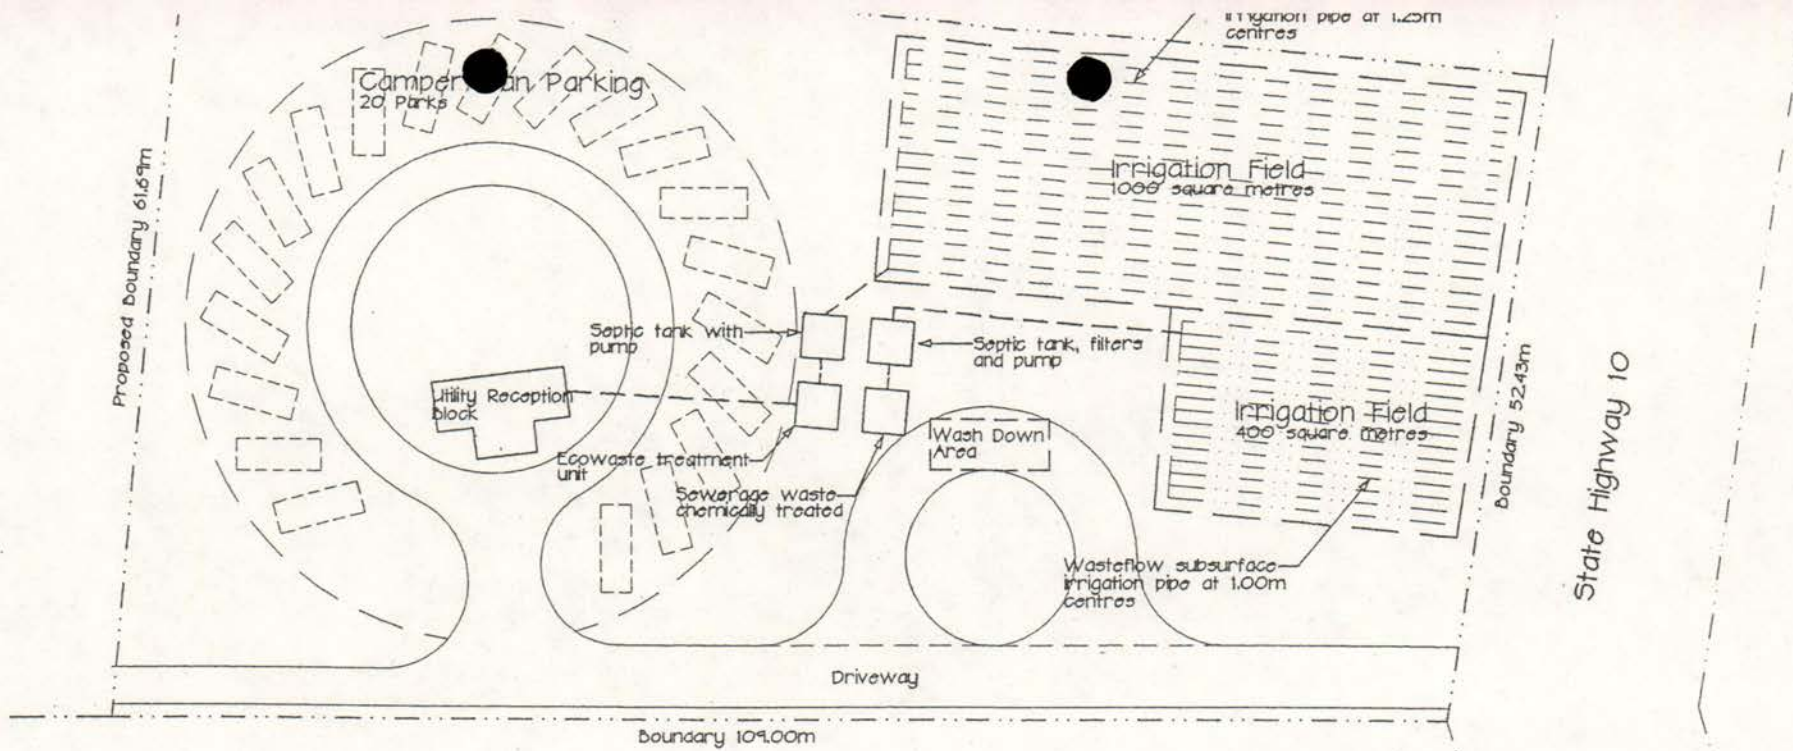 irrigation pipe at 1.25m
centres
Camper an Parking
20 Parks
Irrigation Field
1000 square metres
Proposed Boundary 61.69m
Septic tank with
pump
Septic tank, filters
and pump
Utility Reception
Block
Irrigation Field
400 square metres
Wash Down
Area
Ecowaste treatment
unit
Sewerage waste
chemically treated
Boundary 52.43m
State Highway 10
Wasteflow subsurface
irrigation pipe at 1.00m
centres
Driveway
Boundary 109.00m